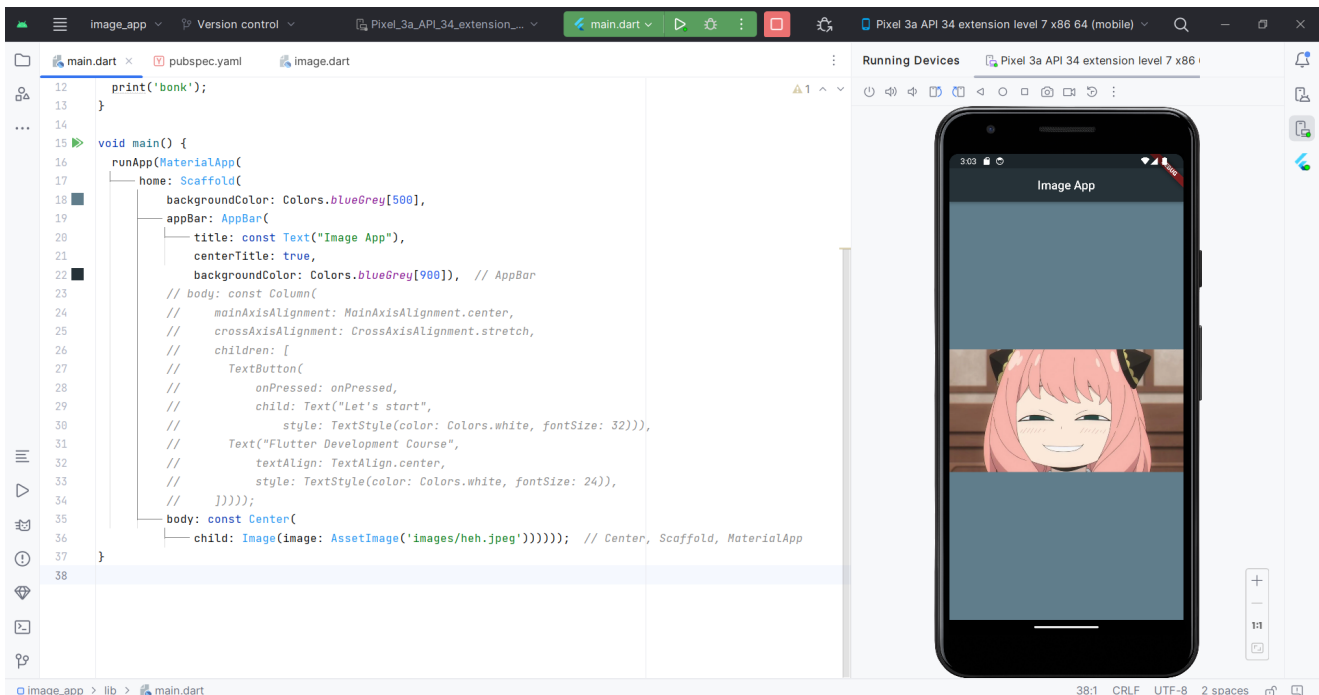 image_app
Version control
Pixel_3a_API_34_extension_...
main.dart
Pixel 3a API 34 extension level 7 x86 64 (mobile)
main.dart
pubspec.yaml
image.dart
Running Devices
Pixel 3a API 34 extension level 7 x86
12 print('bonk');
1
13 }
14
15 void main() {
16 runApp(MaterialApp(
17 home: Scaffold(
18 backgroundColor: Colors.blueGrey[500],
19 appBar: AppBar(
20 title: const Text("Image App"),
21 centerTitle: true,
22 backgroundColor: Colors.blueGrey[900]), // AppBar
23 // body: const Column(
24 // mainAxisAlignment: MainAxisAlignment.center,
25 // crossAxisAlignment: CrossAxisAlignment.stretch,
26 // children: [
27 // TextButton(
28 // onPressed: onPressed,
29 // child: Text("Let's start",
30 // style: TextStyle(color: Colors.white, fontSize: 32))),
31 // Text("Flutter Development Course",
32 // textAlign: TextAlign.center,
33 // style: TextStyle(color: Colors.white, fontSize: 24)),
34 // ]))));
35 body: const Center(
36 child: Image(image: AssetImage('images/heh.jpeg')))))); // Center, Scaffold, MaterialApp
37 }
38
3:03
DEBUG
Image App
1:1
image_app > lib > main.dart
38:1 CRLF UTF-8 2 spaces